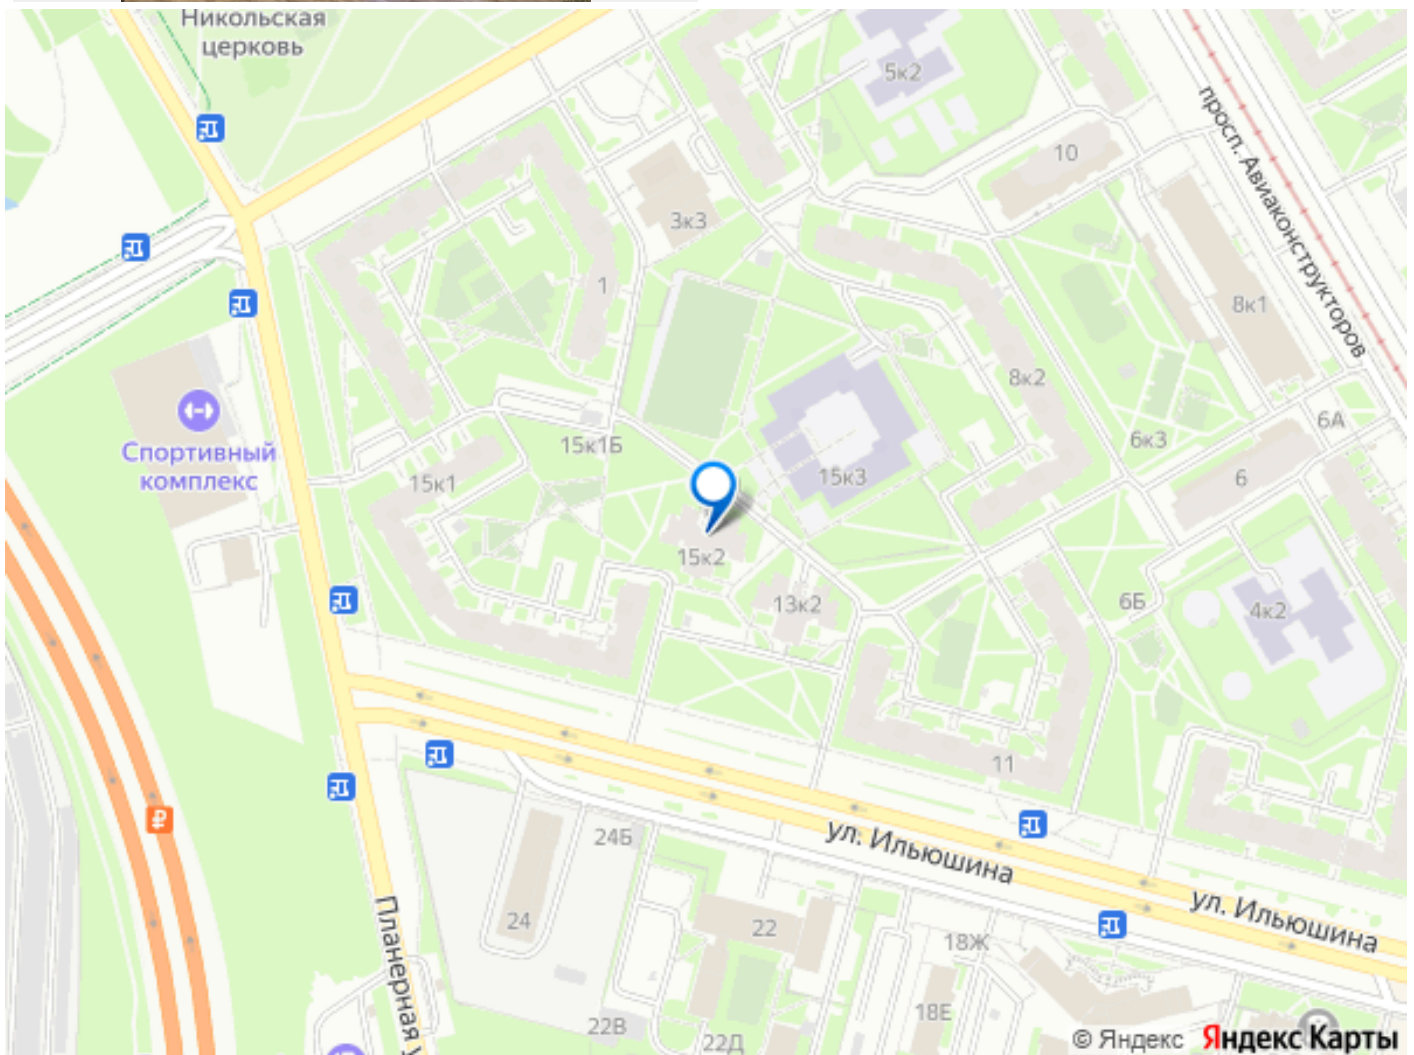 Никольская
церковь
5к2
просп. Авиаконструкторов
10
3к3
1
8к1
8к2
6А
6к3
Спортивный
комплекс
15к1Б
15к1
15к3
6
15к2
13к2
6Б
4к2
11
ул. Ильюшина
24Б
ул. Ильюшина
24
22
18Ж
Планерная у
22В
22Д
18Е
© Яндекс Яндекс Карты